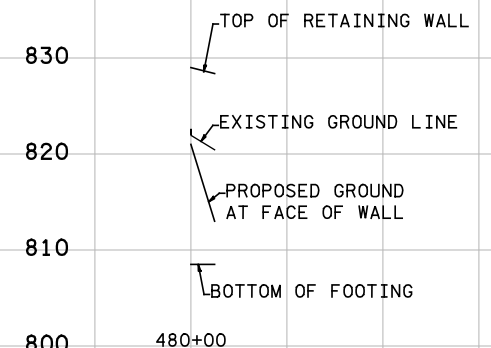 TOP OF RETAINING WALL
830
EXISTING GROUND LINE
820
PROPOSED GROUND
AT FACE OF WALL
810
BOTTOM OF FOOTING
480+00
800